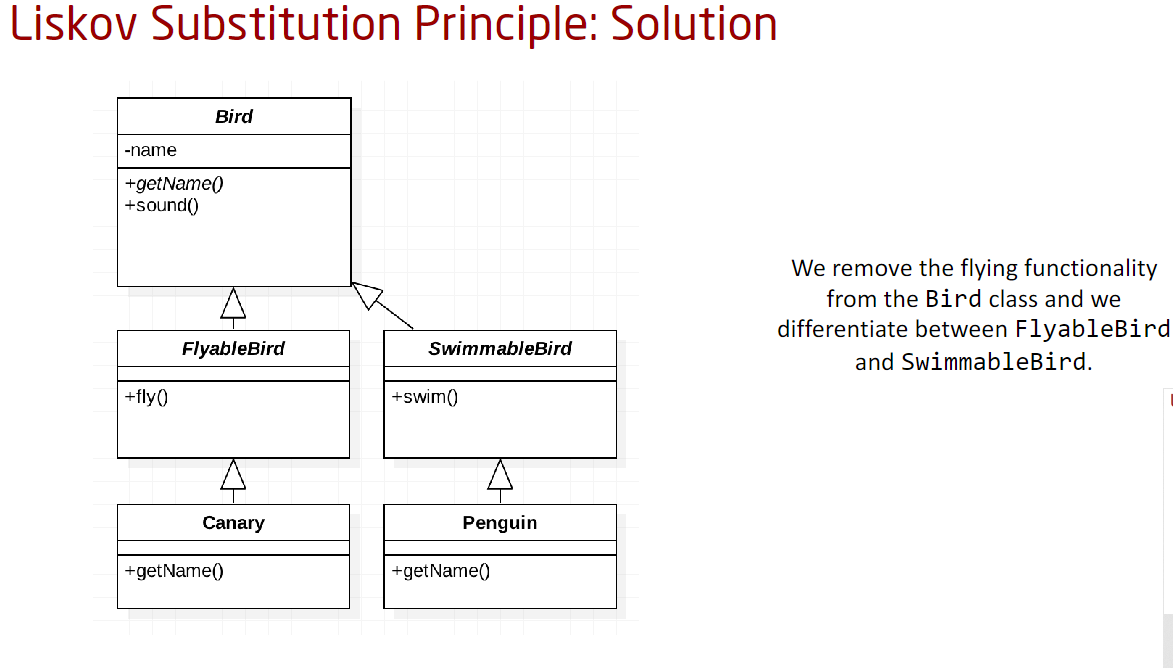 Liskov Substitution Principle: Solution
Bird
-name
+getName()
+sound()
FlyableBird
+fly()
SwimmableBird
+swim()
Canary
+getName()
Penguin
+getName()
We remove the flying functionality
from the Bird class and we
differentiate between FlyableBird
and SwimmableBird.